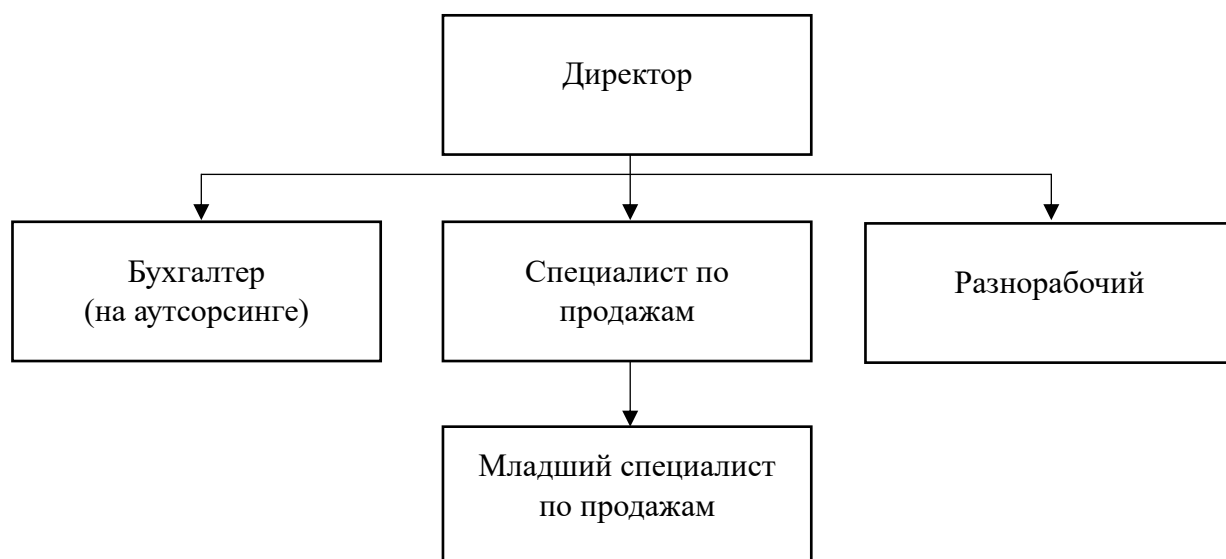 Директор
Бухгалтер
(на аутсорсинге)
Специалист по
продажам
Разнорабочий
Младший специалист
по продажам